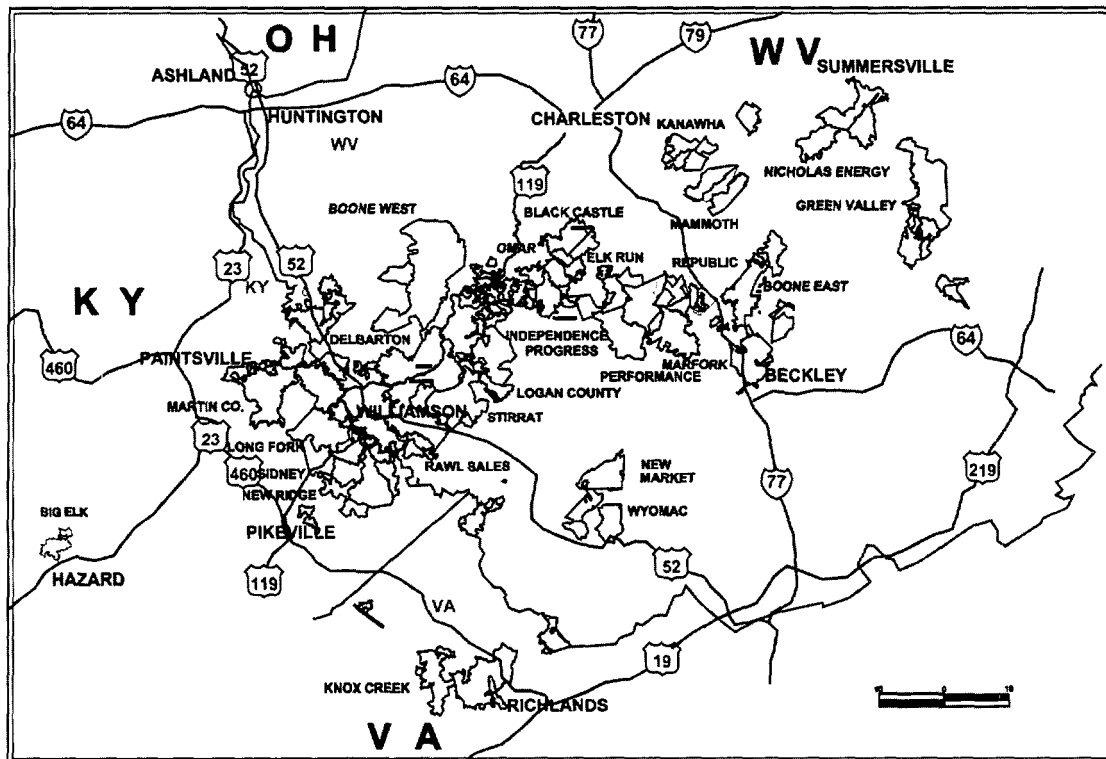 O H
77
79
W V
ASHLAND
52
SUMMERSVILLE
64
64
HUNTINGTON
CHARLESTON
KANAWHA
WV
NICHOLAS ENERGY
119
GREEN VALLEY
BOONE WEST
BLACK CASTLE
MAMMOTH
OMAR
ELK RUN
REPUBLIC
23
52
KY
BOONE EAST
K Y
DELBARTON
INDEPENDENCE
PROGRESS
64
PAINTSVILLE
460
MARFORK
PERFORMANCE
BECKLEY
LOGAN COUNTY
MARTIN CO.
WILLIAMSON
STIRRAT
23
LONG FORK
460
SIDNEY
RAWL SALES
NEW
MARKET
219
NEW RIDGE
77
BIG ELK
PIKEVILLE
WYOMAC
HAZARD
119
52
VA
19
KNOX CREEK
RICHLANDS
V A
0